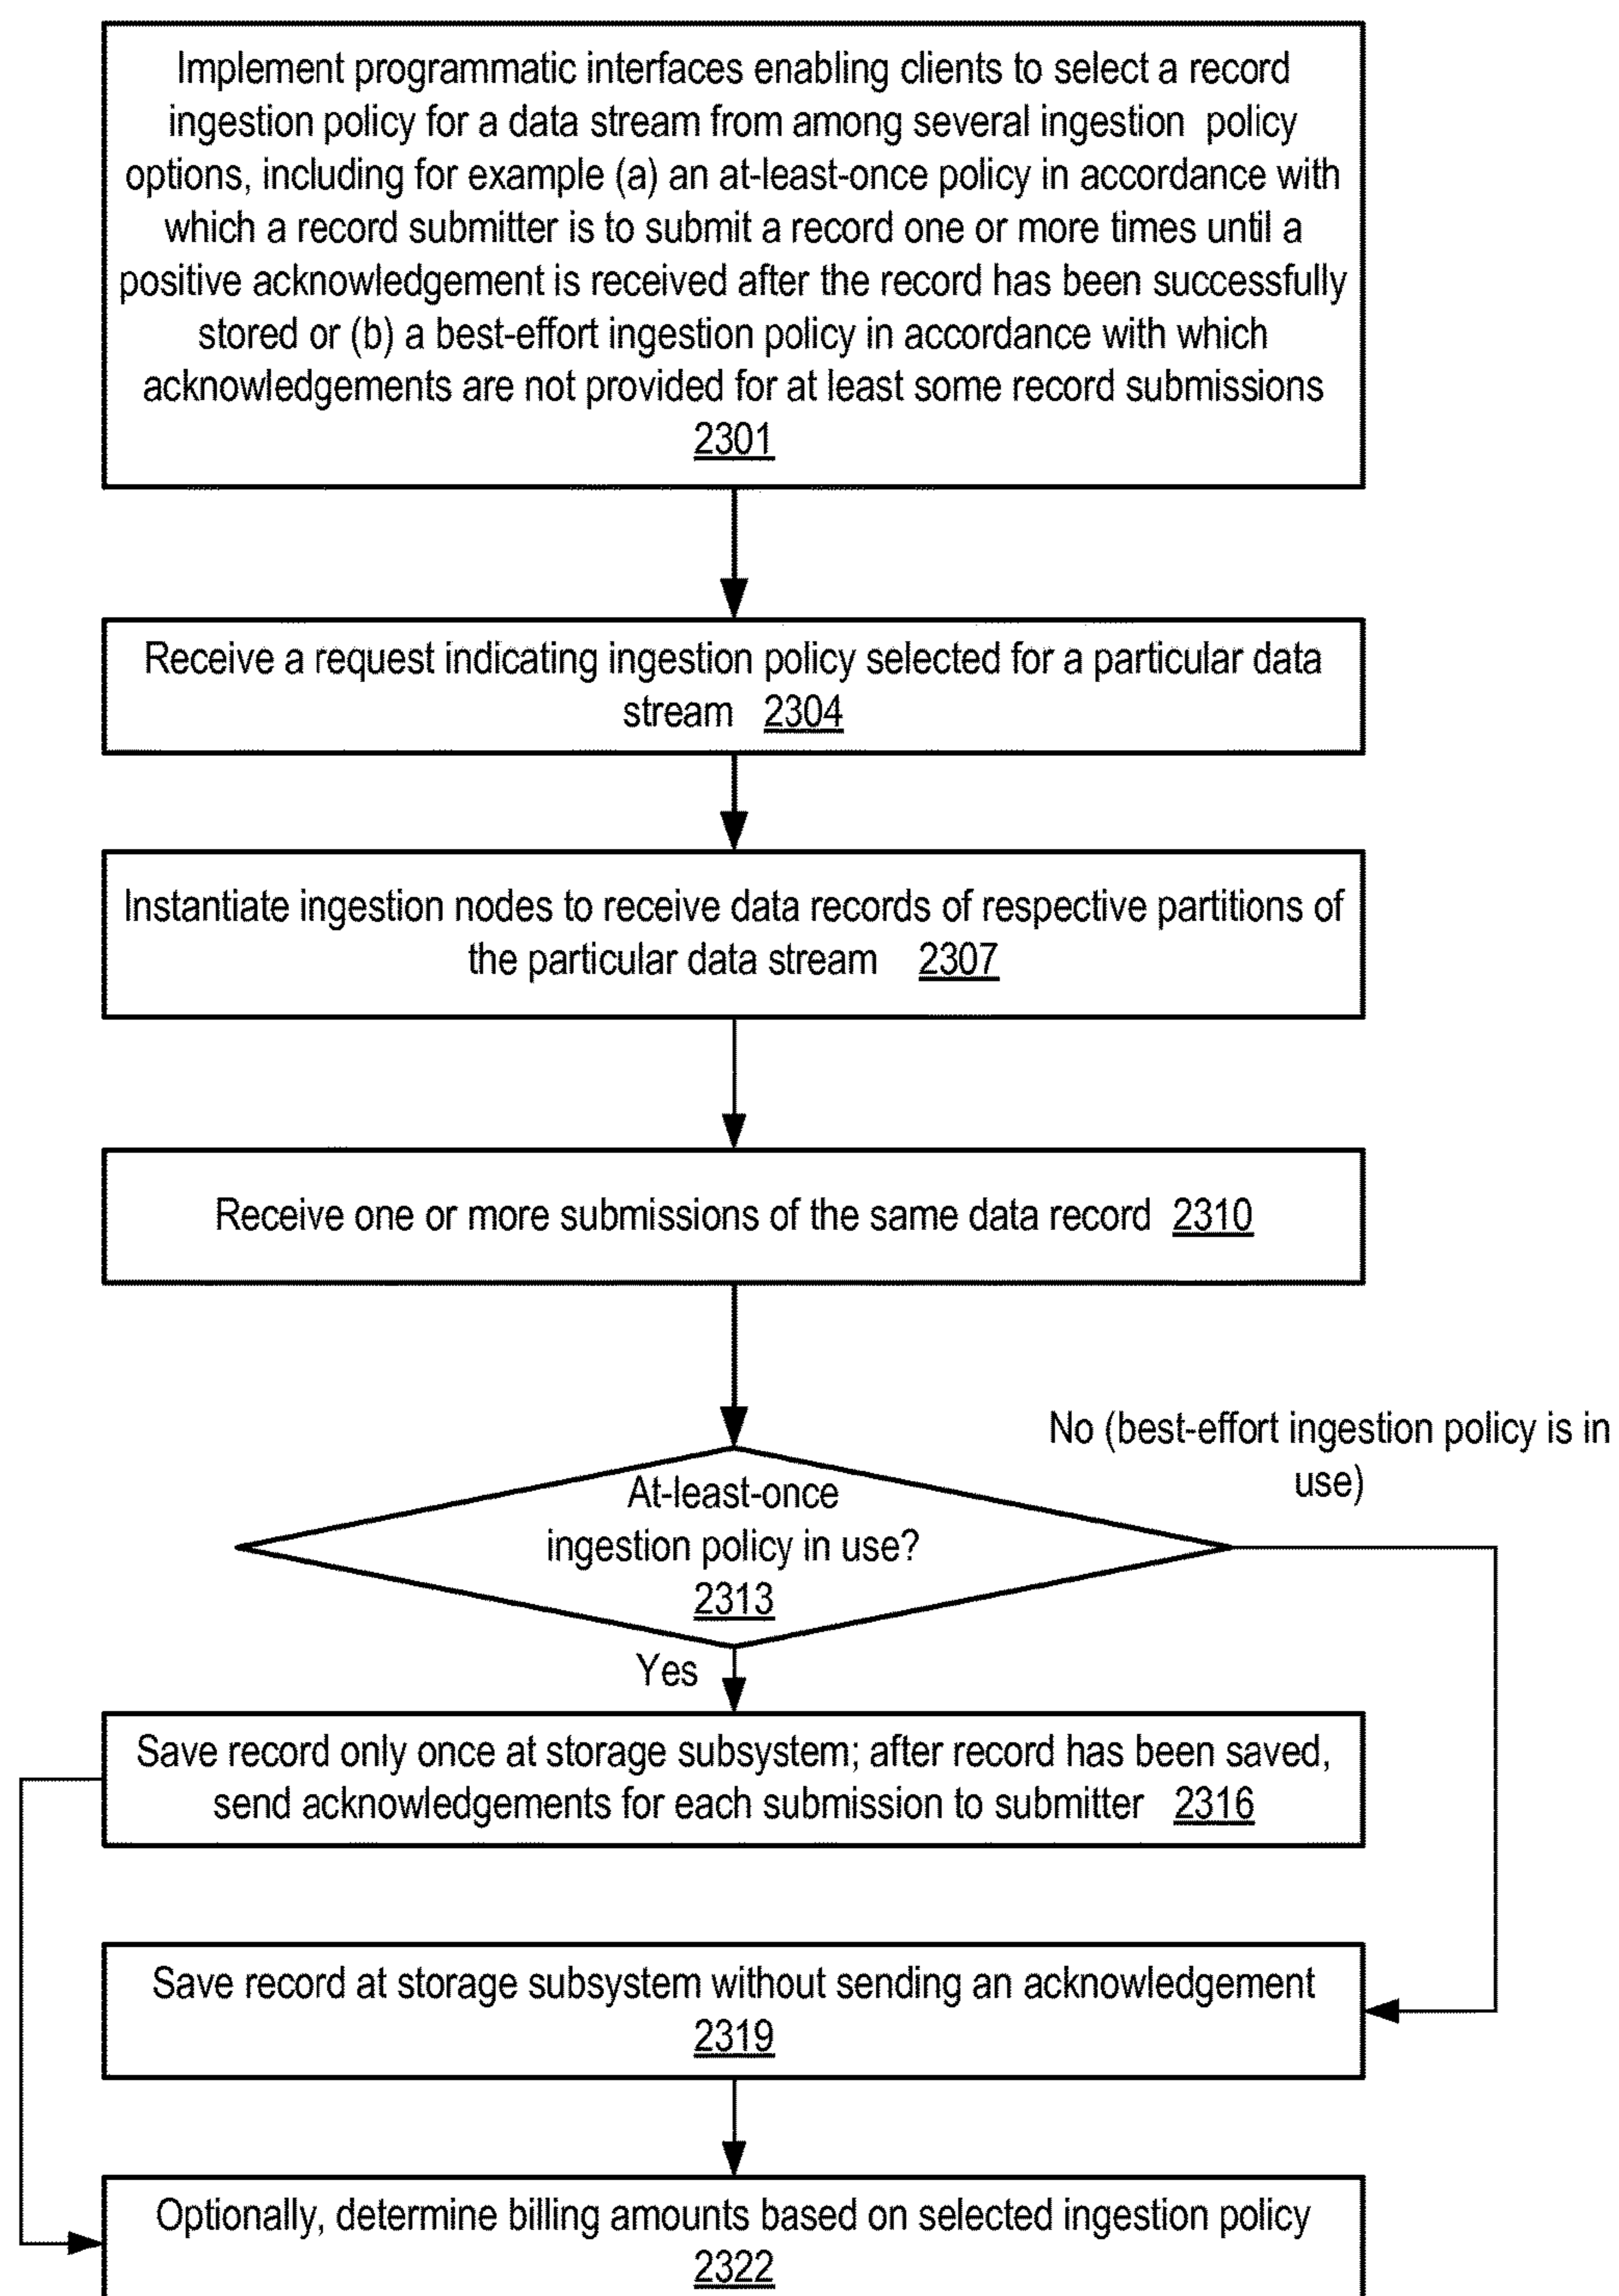 Implement programmatic interfaces enabling clients to select a record
ingestion policy for a data stream from among several ingestion policy
options, including for example (a) an at-least-once policy in accordance with
which a record submitter is to submit a record one or more times until a
positive acknowledgement is received after the record has been successfully
stored or (b) a best-effort ingestion policy in accordance with which
acknowledgements are not provided for at least some record submissions
2301
Receive a request indicating ingestion policy selected for a particular data
stream 2304
Instantiate ingestion nodes to receive data records of respective partitions of
the particular data stream 2307
Receive one or more submissions of the same data record 2310
No (best-effort ingestion policy is in
use)
At-least-once
ingestion policy in use?
2313
Yes
Save record only once at storage subsystem; after record has been saved,
send acknowledgements for each submission to submitter 2316
Save record at storage subsystem without sending an acknowledgement
2319
Optionally, determine billing amounts based on selected ingestion policy
2322